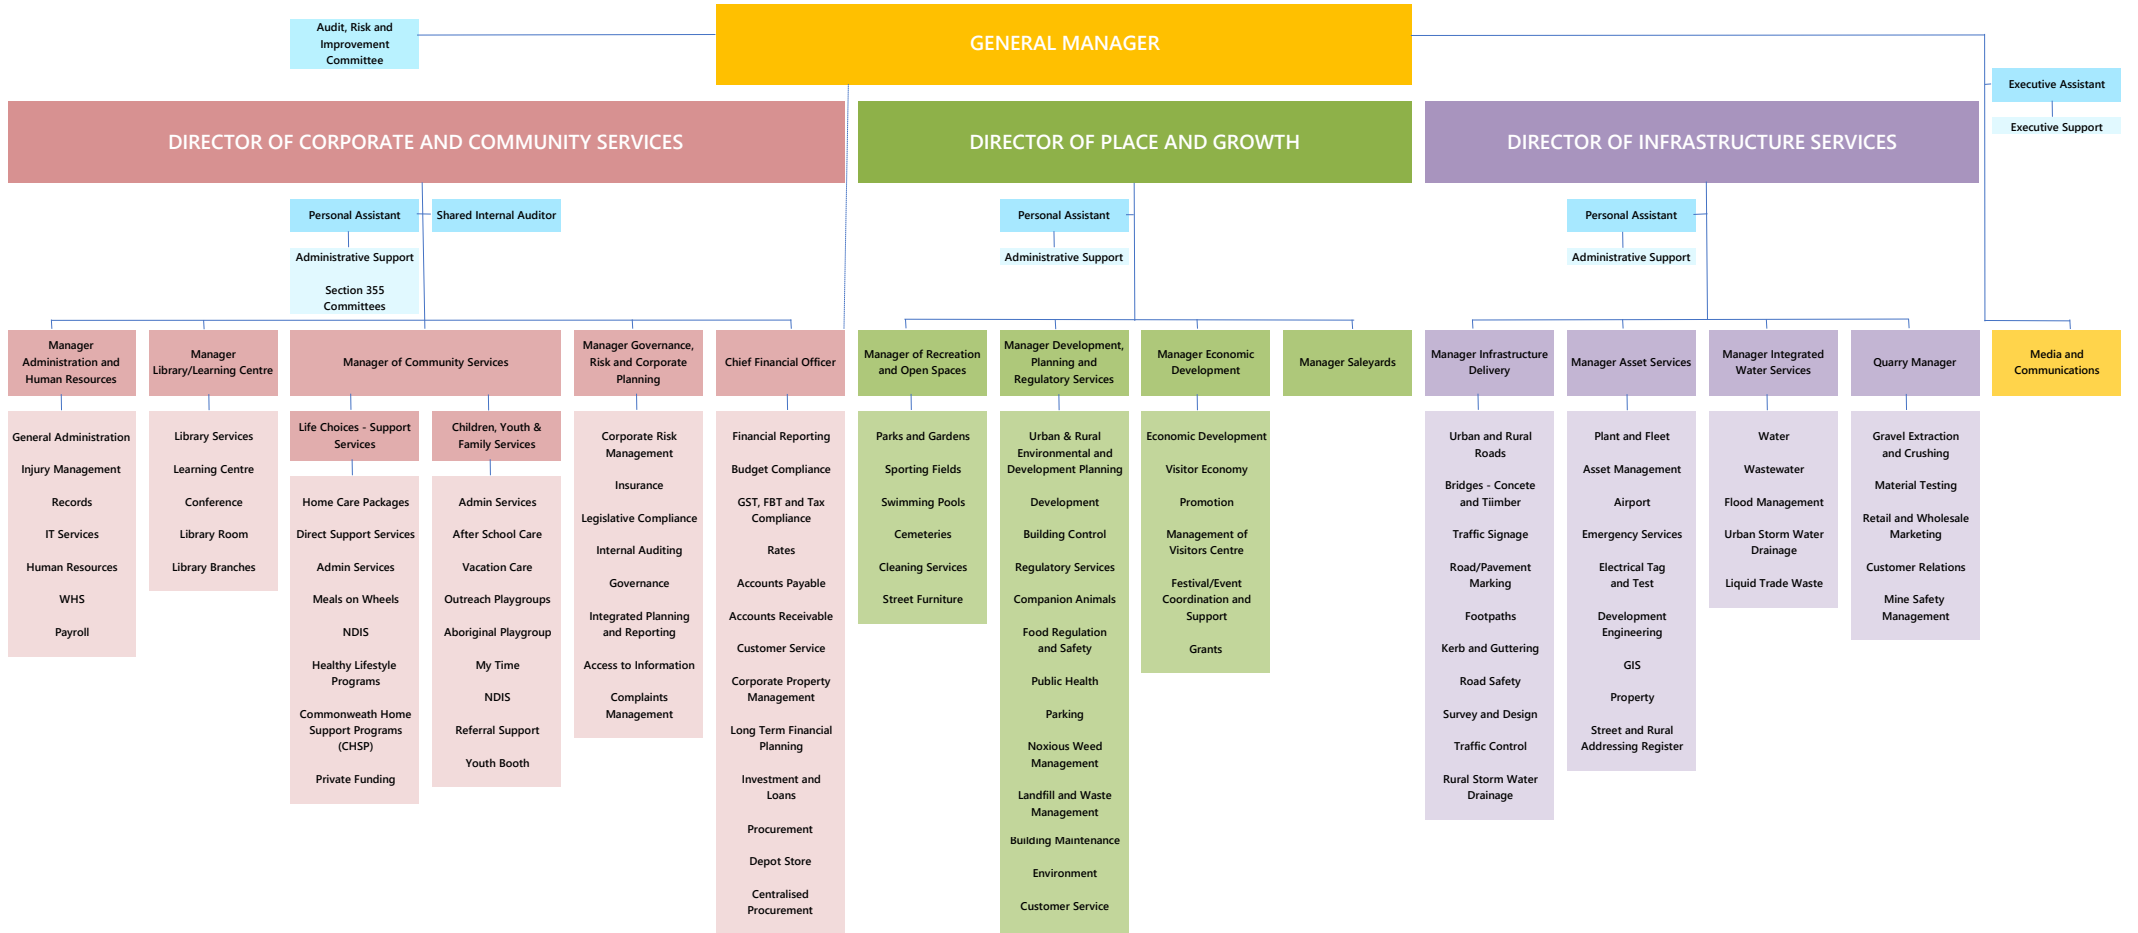 Audit, Risk and
Improvement
Committee
GENERAL MANAGER
Executive Assistant
Executive Support
DIRECTOR OF CORPORATE AND COMMUNITY SERVICES
DIRECTOR OF PLACE AND GROWTH
DIRECTOR OF INFRASTRUCTURE SERVICES
Personal Assistant
Shared Internal Auditor
Administrative Support
Section 355
Committees
Personal Assistant
Administrative Support
Personal Assistant
Administrative Support
Manager
Administration and
Human Resources
General Administration
Injury Management
Records
IT Services
Human Resources
WHS
Payroll
Manager
Library/Learning Centre
Library Services
Learning Centre
Conference
Library Room
Library Branches
Manager of Community Services
Life Choices - Support
Services
Home Care Packages
Direct Support Services
Admin Services
Meals on Wheels
NDIS
Healthy Lifestyle
Programs
Commonweath Home
Support Programs
(CHSP)
Private Funding
Children, Youth &
Family Services
Admin Services
After School Care
Vacation Care
Outreach Playgroups
Aboriginal Playgroup
My Time
NDIS
Referral Support
Youth Booth
Manager Governance,
Risk and Corporate
Planning
Corporate Risk
Management
Insurance
Legislative Compliance
Internal Auditing
Governance
Integrated Planning
and Reporting
Access to Information
Complaints
Management
Chief Financial Officer
Financial Reporting
Budget Compliance
GST, FBT and Tax
Compliance
Rates
Accounts Payable
Accounts Receivable
Customer Service
Corporate Property
Management
Long Term Financial
Planning
Investment and
Loans
Procurement
Depot Store
Centralised
Procurement
Manager of Recreation
and Open Spaces
Parks and Gardens
Sporting Fields
Swimming Pools
Cemeteries
Cleaning Services
Street Furniture
Manager Development,
Planning and
Regulatory Services
Urban & Rural
Environmental and
Development Planning
Development
Building Control
Regulatory Services
Companion Animals
Food Regulation
and Safety
Public Health
Parking
Noxious Weed
Management
Landfill and Waste
Management
Building Maintenance
Environment
Customer Service
Manager Economic
Development
Economic Development
Visitor Economy
Promotion
Management of
Visitors Centre
Festival/Event
Coordination and
Support
Grants
Manager Saleyards
Manager Infrastructure
Delivery
Urban and Rural
Roads
Bridges - Concete
and Tiimber
Traffic Signage
Road/Pavement
Marking
Footpaths
Kerb and Guttering
Road Safety
Survey and Design
Traffic Control
Rural Storm Water
Drainage
Manager Asset Services
Plant and Fleet
Asset Management
Airport
Emergency Services
Electrical Tag
and Test
Development
Engineering
GIS
Property
Street and Rural
Addressing Register
Manager Integrated
Water Services
Water
Wastewater
Flood Management
Urban Storm Water
Drainage
Liquid Trade Waste
Quarry Manager
Gravel Extraction
and Crushing
Material Testing
Retail and Wholesale
Marketing
Customer Relations
Mine Safety
Management
Media and
Communications